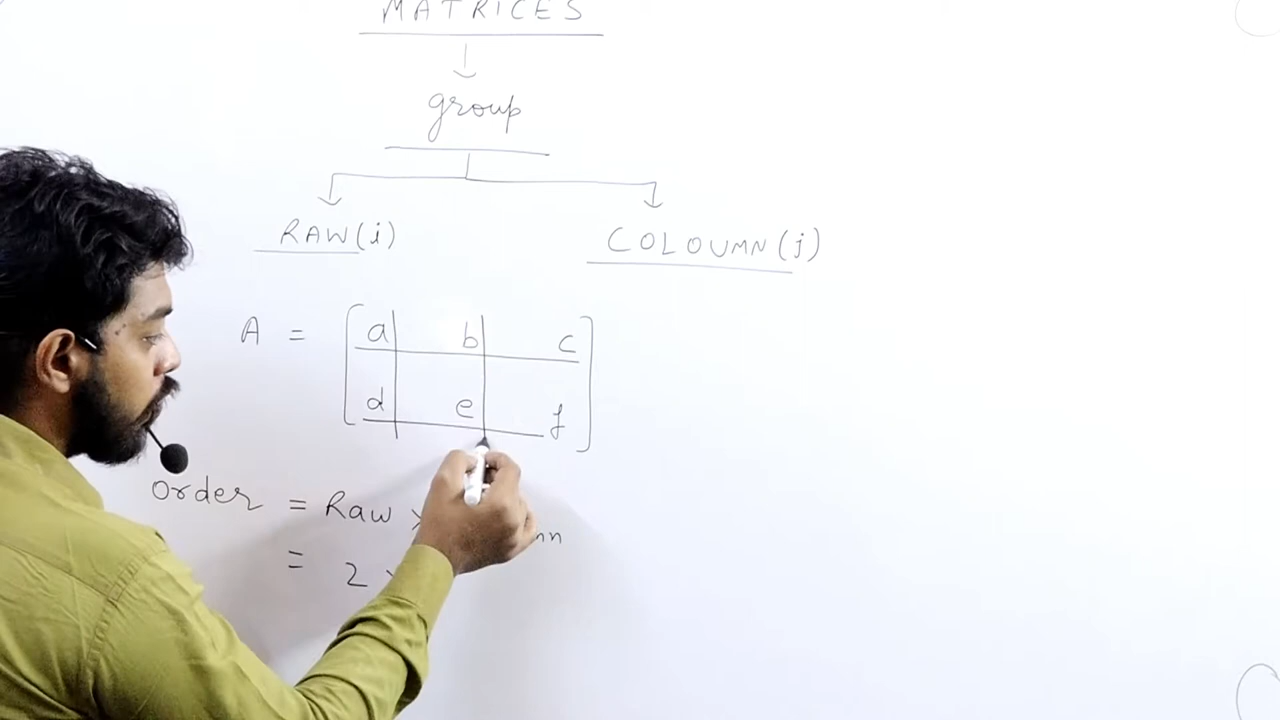 MATRICES
group
RAW(i) COLOUMN(j)
A = [ a b c
d e f ]
order = Raw ×
= 2 ×